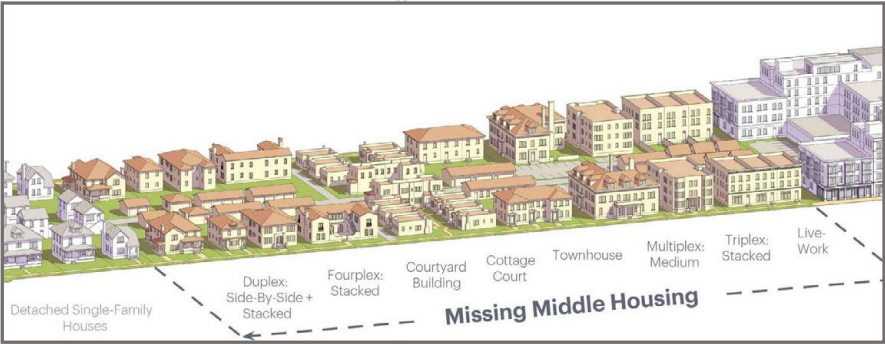 Detached Single-Family
Houses
Duplex:
Side-By-Side +
Stacked
Fourplex:
Stacked
Courtyard
Building
Cottage
Court
Townhouse
Multiplex:
Medium
Triplex:
Stacked
Live-
Work
Missing Middle Housing